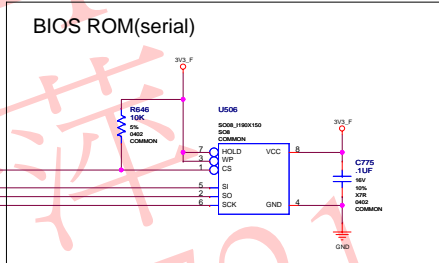 BIOS ROM(serial)
3V3_F
R646
10K
5%
0402
COMMON
U506
SO08_I190X150
SO8
COMMON
7 HOLD VCC 8
3 WP
1 CS
5 SI
2 SO
6 SCK GND 4
3V3_F
C775
.1UF
16V
10%
X7R
0402
COMMON
GND